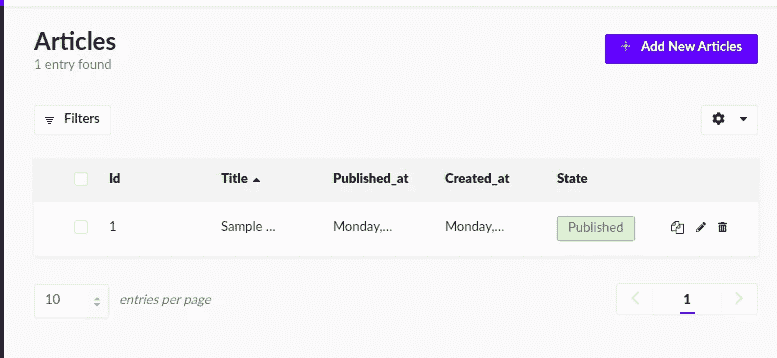 Articles
1 entry found
Add New Articles
Filters
Id Title Published_at Created_at State
1 Sample ... Monday,... Monday,... Published
10 entries per page
1